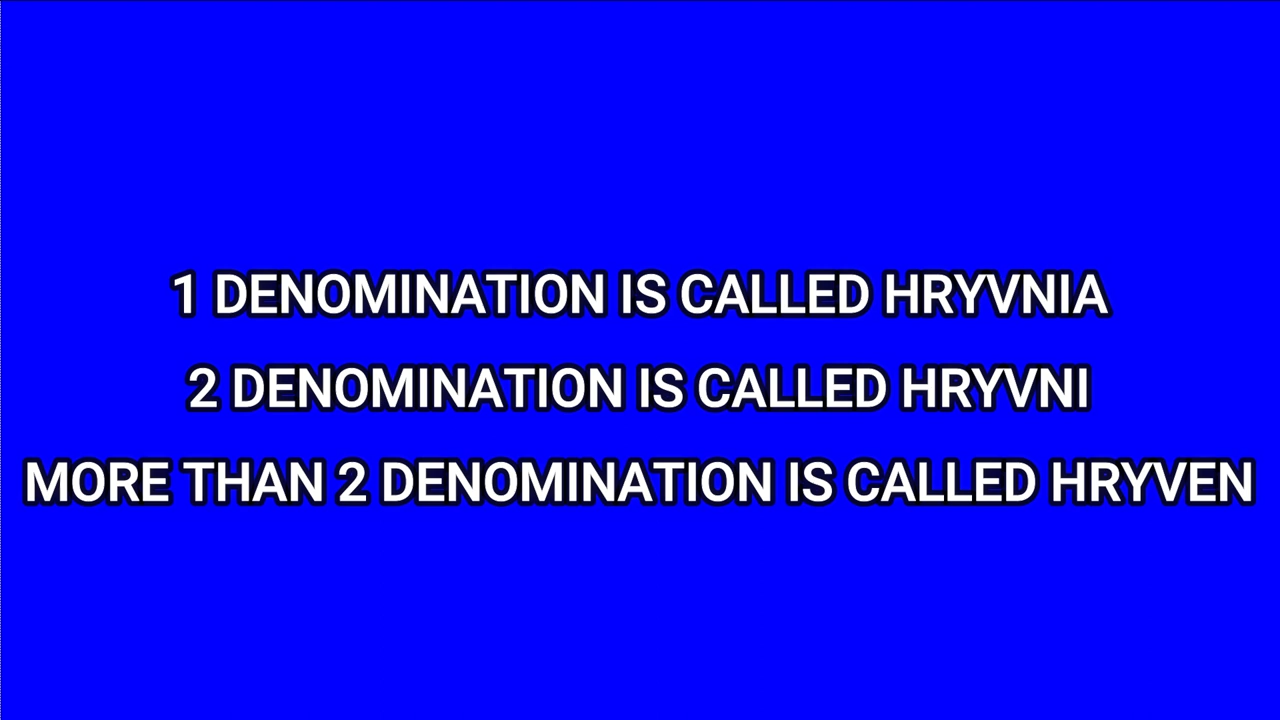 1 DENOMINATION IS CALLED HRYVNIA
2 DENOMINATION IS CALLED HRYVNI
MORE THAN 2 DENOMINATION IS CALLED HRYVEN